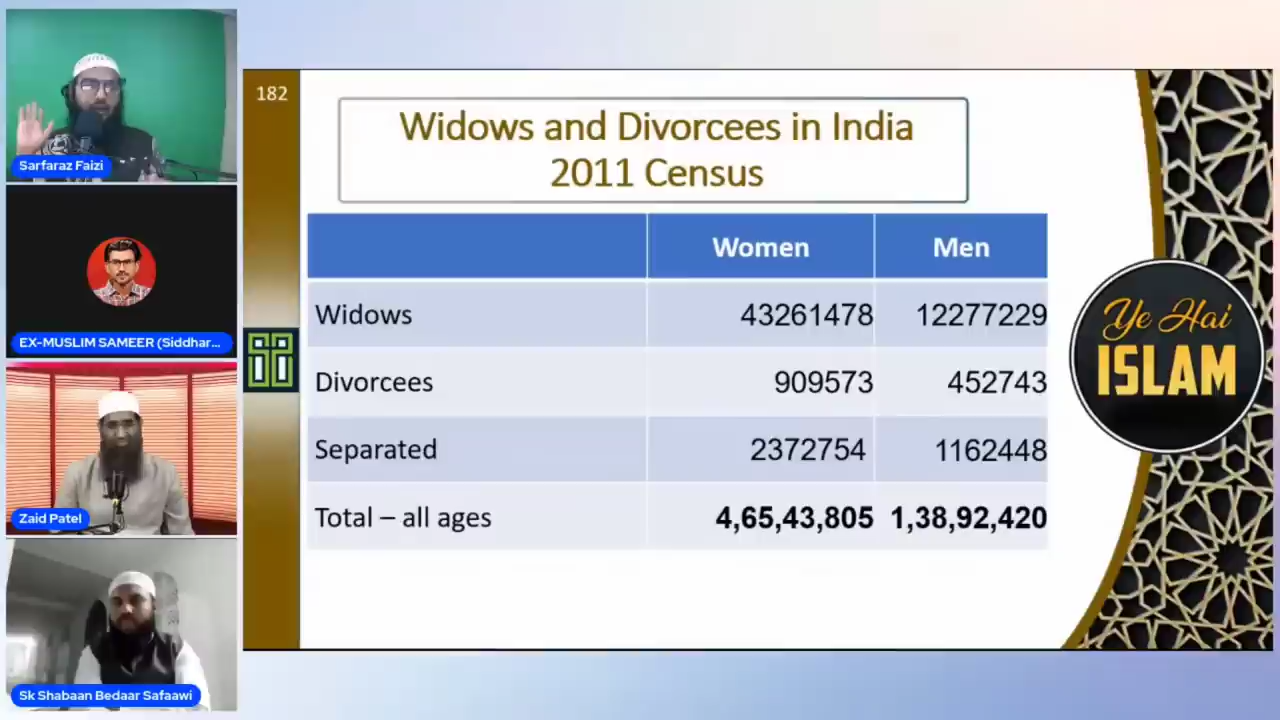 Sarfaraz Faizi
EX-MUSLIM SAMEER (Siddhar...
Zaid Patel
Sk Shabaan Bedaar Safaawi
182
Widows and Divorcees in India
2011 Census
Women Men
Widows 43261478 12277229
Divorcees 909573 452743
Separated 2372754 1162448
Total – all ages 4,65,43,805 1,38,92,420
Ye Hai
ISLAM